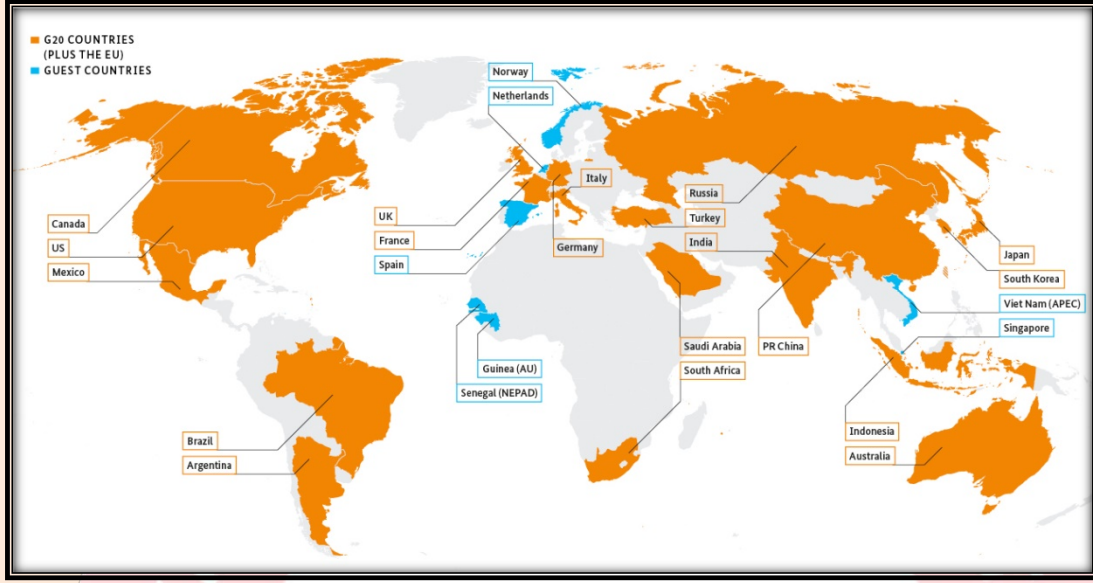 G20 COUNTRIES
(PLUS THE EU)
GUEST COUNTRIES
Norway
Netherlands
Italy
Russia
Turkey
India
UK
France
Spain
Germany
Canada
US
Mexico
Japan
South Korea
Viet Nam (APEC)
Singapore
Saudi Arabia
PR China
South Africa
Guinea (AU)
Senegal (NEPAD)
Brazil
Argentina
Indonesia
Australia